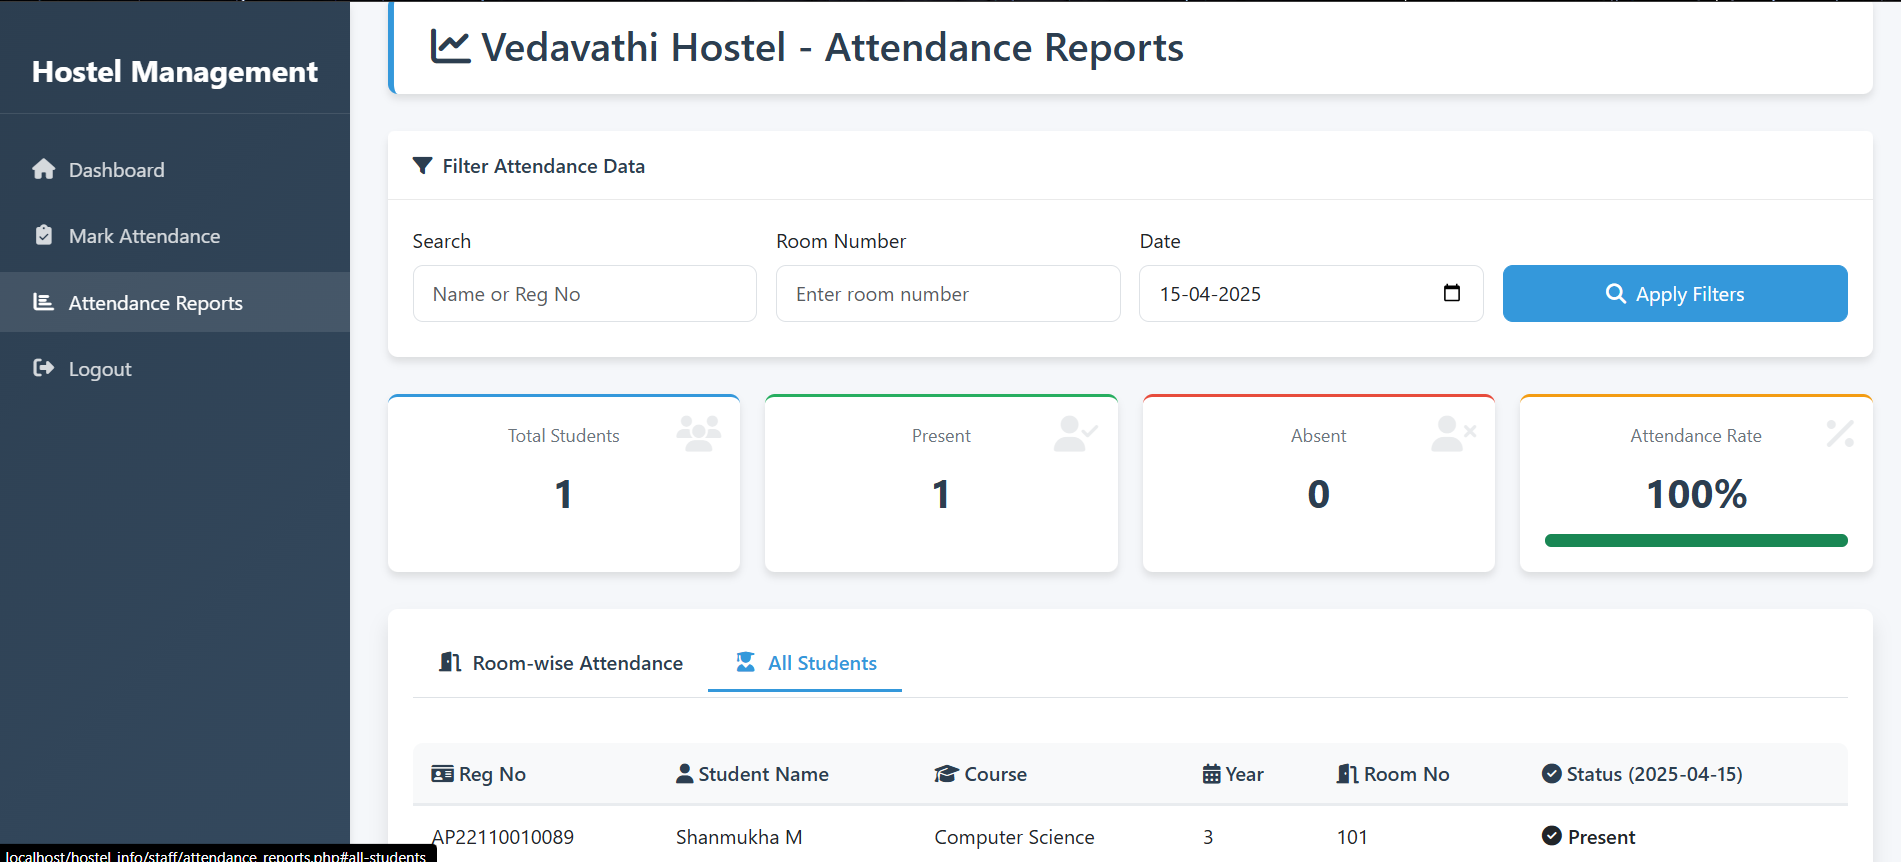 Hostel Management
Dashboard
Mark Attendance
Attendance Reports
Logout
Vedavathi Hostel - Attendance Reports
Filter Attendance Data
Search
Room Number
Date
Name or Reg No
Enter room number
15-04-2025
Apply Filters
Total Students
1
Present
1
Absent
0
Attendance Rate
100%
Room-wise Attendance
All Students
Reg No Student Name Course Year Room No Status (2025-04-15)
AP22110010089 Shanmukha M Computer Science 3 101 Present
localhost/hostel_info/staff/attendance_reports.php#all-students